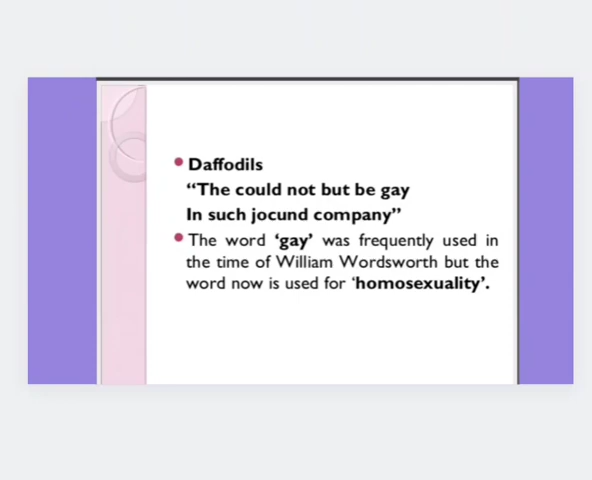 Daffodils
“The could not but be gay
In such jocund company”
The word ‘gay’ was frequently used in
the time of William Wordsworth but the
word now is used for ‘homosexuality’.